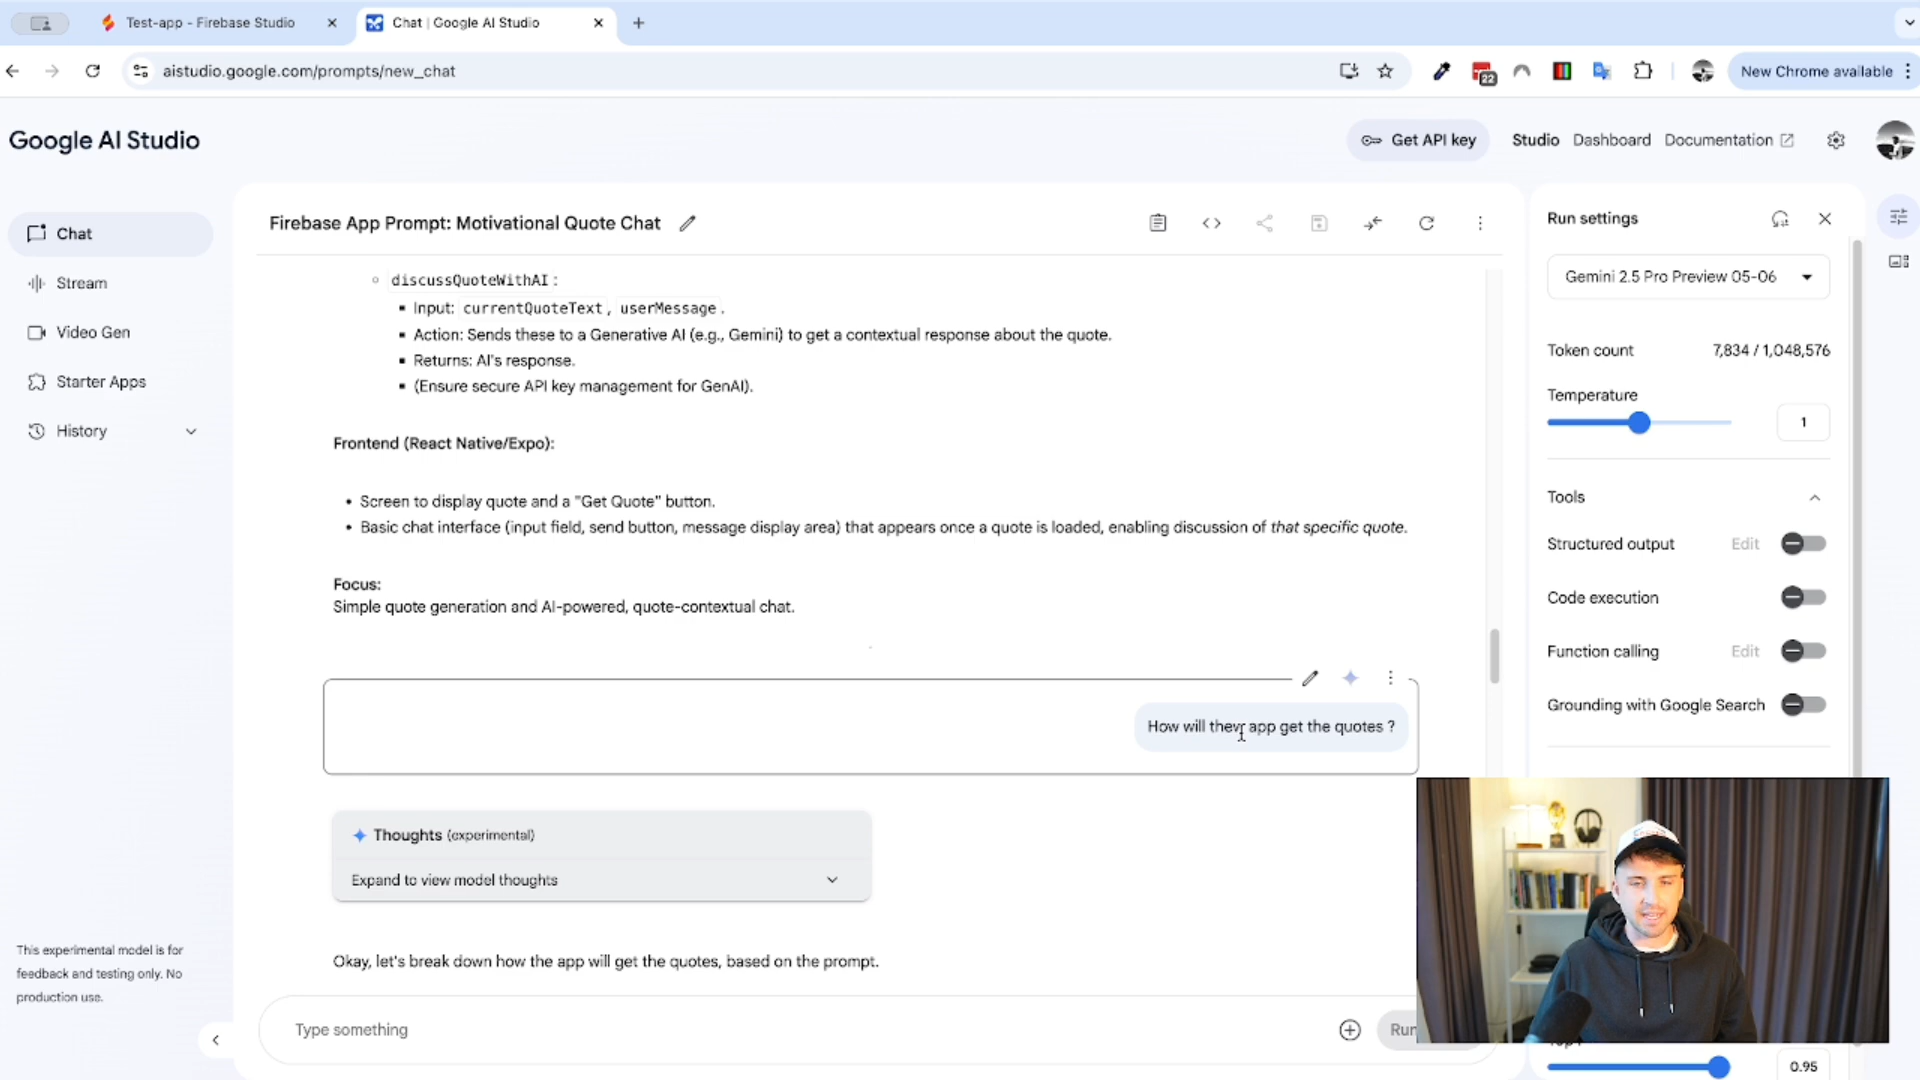 Test-app - Firebase Studio
Chat | Google AI Studio
aistudio.google.com/prompts/new_chat
22
New Chrome available
Google AI Studio
Get API key
Studio
Dashboard
Documentation
Chat
Stream
Video Gen
Starter Apps
History
This experimental model is for
feedback and testing only. No
production use.
Firebase App Prompt: Motivational Quote Chat
discussQuoteWithAI:
Input: currentQuoteText, userMessage.
Action: Sends these to a Generative AI (e.g., Gemini) to get a contextual response about the quote.
Returns: AI's response.
(Ensure secure API key management for GenAI).
Frontend (React Native/Expo):
Screen to display quote and a "Get Quote" button.
Basic chat interface (input field, send button, message display area) that appears once a quote is loaded, enabling discussion of that specific quote.
Focus:
Simple quote generation and AI-powered, quote-contextual chat.
How will thevr app get the quotes ?
Thoughts (experimental)
Expand to view model thoughts
Okay, let's break down how the app will get the quotes, based on the prompt.
Type something
Run
Run settings
Gemini 2.5 Pro Preview 05-06
Token count
7,834 / 1,048,576
Temperature
1
Tools
Structured output
Edit
Code execution
Function calling
Edit
Grounding with Google Search
0.95